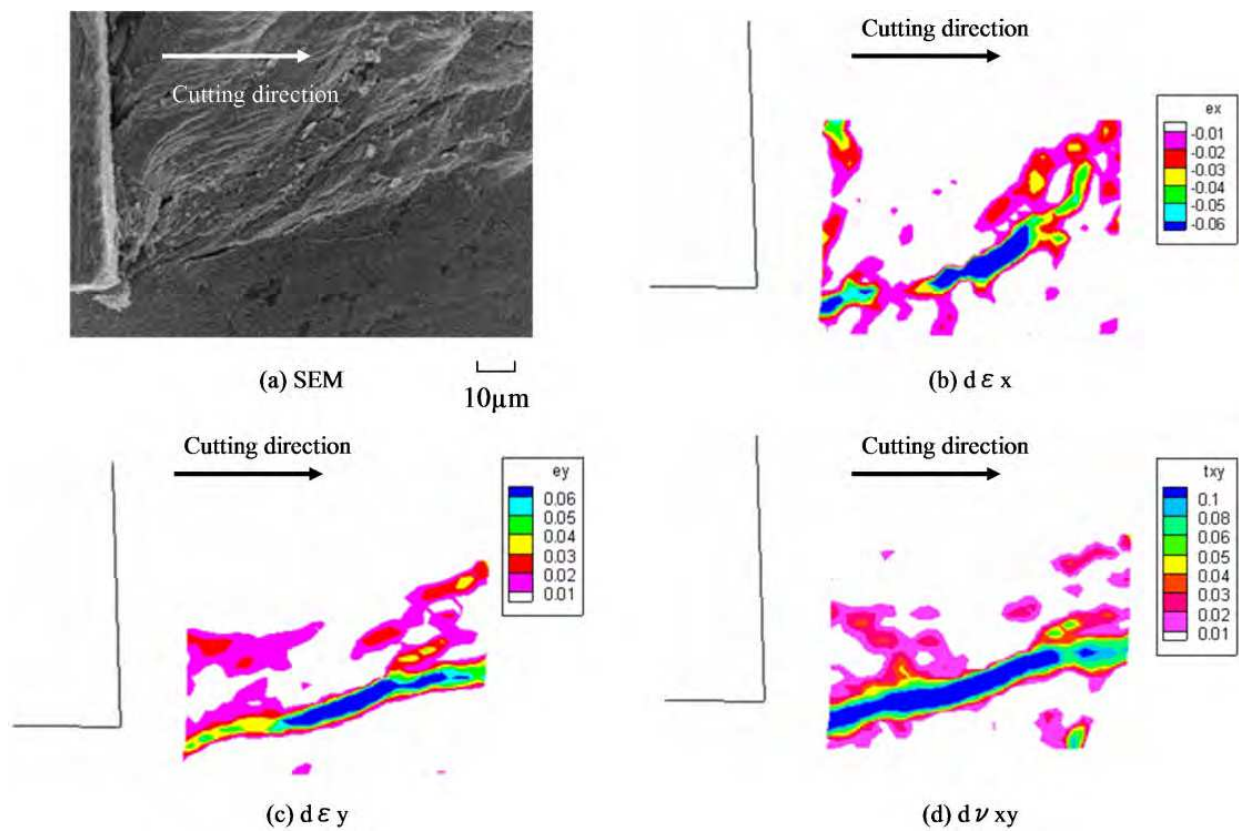 Cutting direction
(a) SEM
10μm
Cutting direction
ex
-0.01
-0.02
-0.03
-0.04
-0.05
-0.06
(b) d ε x
Cutting direction
ey
0.06
0.05
0.04
0.03
0.02
0.01
(c) d ε y
Cutting direction
txy
0.1
0.08
0.06
0.05
0.04
0.03
0.02
0.01
(d) d ν xy